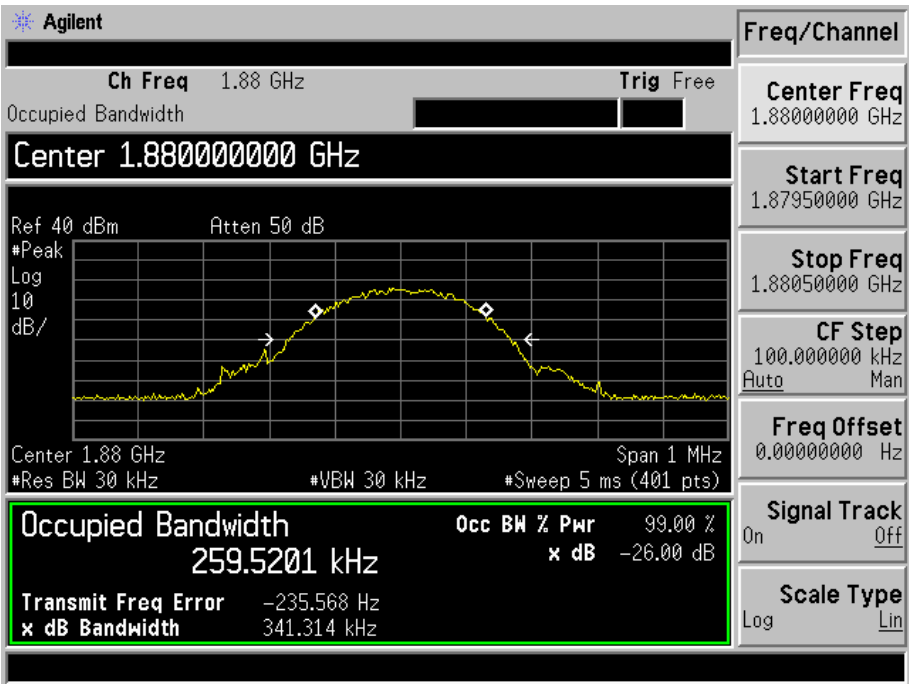 Agilent
Ch Freq 1.88 GHz Trig Free
Occupied Bandwidth
Center 1.880000000 GHz
Ref 40 dBm Atten 50 dB
#Peak
Log
10
dB/
Center 1.88 GHz Span 1 MHz
#Res BW 30 kHz #VBW 30 kHz #Sweep 5 ms (401 pts)
Occupied Bandwidth
259.5201 kHz
Occ BW % Pwr 99.00 %
x dB -26.00 dB
Transmit Freq Error -235.568 Hz
x dB Bandwidth 341.314 kHz
Freq/Channel
Center Freq
1.88000000 GHz
Start Freq
1.87950000 GHz
Stop Freq
1.88050000 GHz
CF Step
100.000000 kHz
Auto Man
Freq Offset
0.00000000 Hz
Signal Track
On Off
Scale Type
Log Lin